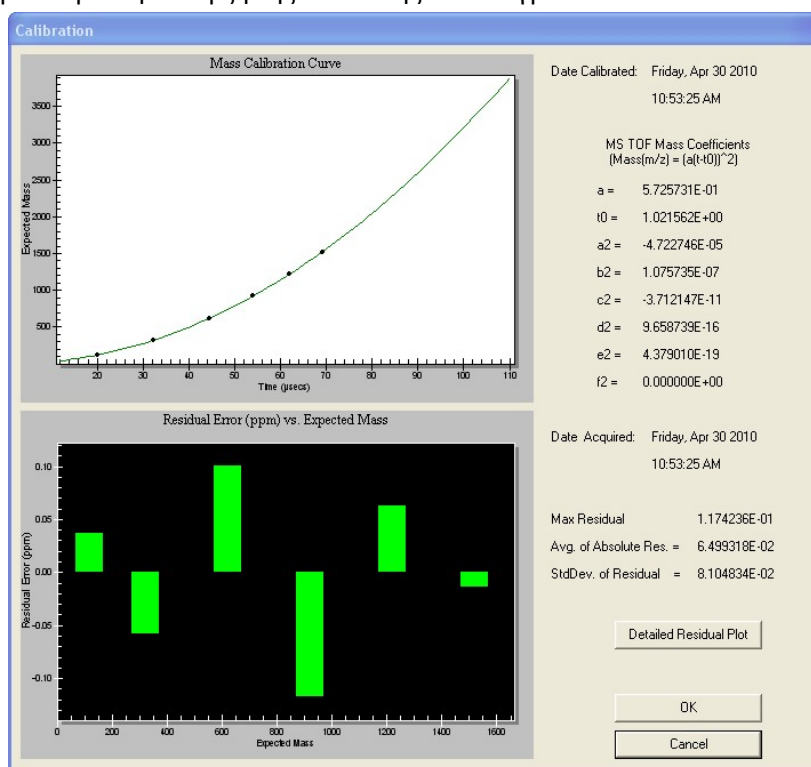 Calibration
Mass Calibration Curve
Expected Mass
3500
3000
2500
2000
1500
1000
500
20 30 40 50 60 70 80 90 100 110
Time (µsecs)
Date Calibrated: Friday, Apr 30 2010
10:53:25 AM
MS TOF Mass Coefficients
(Mass(m/z) = (a(t-t0))^2)
a = 5.725731E-01
t0 = 1.021562E+00
a2 = -4.722746E-05
b2 = 1.075735E-07
c2 = -3.712147E-11
d2 = 9.658739E-16
e2 = 4.379010E-19
f2 = 0.000000E+00
Residual Error (ppm) vs. Expected Mass
Residual Error (ppm)
0.10
0.05
0.00
-0.05
-0.10
0 200 400 600 800 1000 1200 1400 1600
Expected Mass
Date Acquired: Friday, Apr 30 2010
10:53:25 AM
Max Residual 1.174236E-01
Avg. of Absolute Res. = 6.499318E-02
StdDev. of Residual = 8.104834E-02
Detailed Residual Plot
OK
Cancel